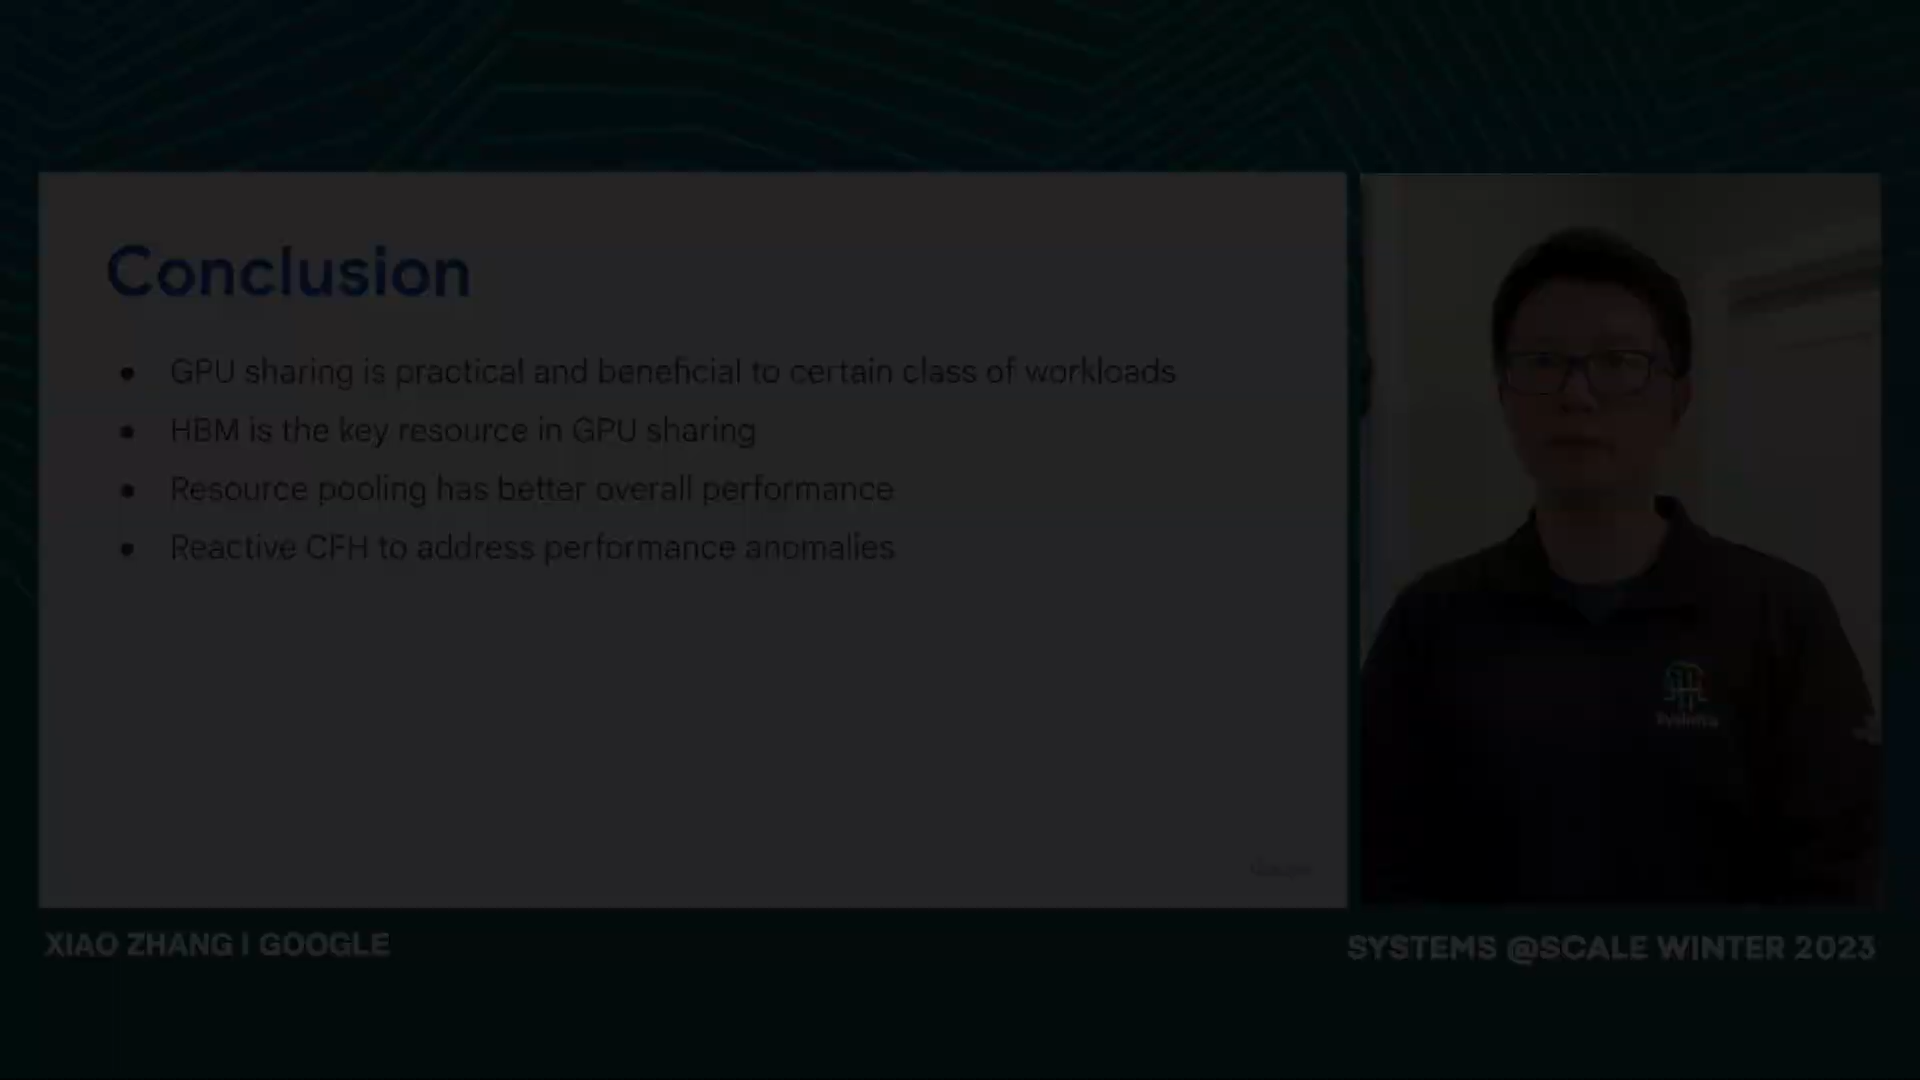 Conclusion
GPU sharing is practical and beneficial to certain class of workloads
HBM is the key resource in GPU sharing
Resource pooling has better overall performance
Reactive CFH to address performance anomalies
Google
XIAO ZHANG | GOOGLE
SYSTEMS @SCALE WINTER 2023